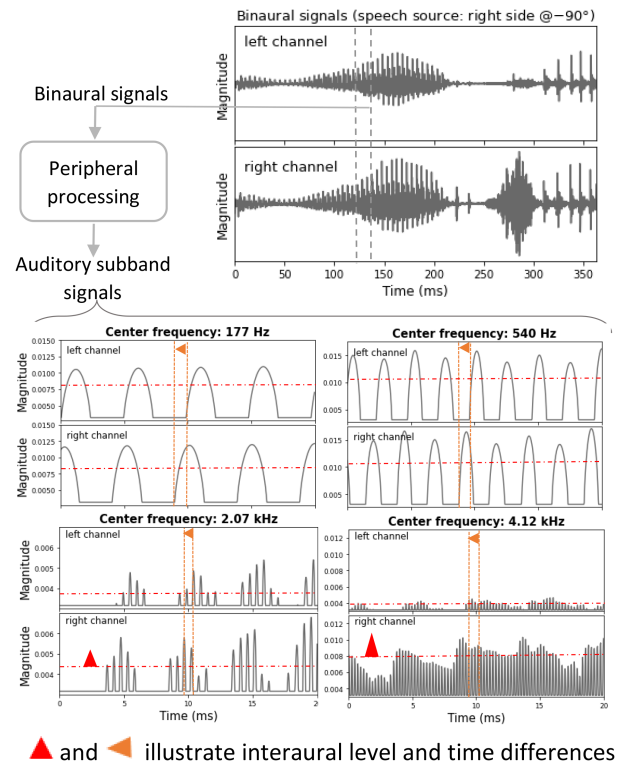 Binaural signals (speech source: right side @−90°)
left channel
Magnitude
right channel
Magnitude
0 50 100 150 200 250 300 350
Time (ms)
Binaural signals
Peripheral
processing
Auditory subband
signals
Center frequency: 177 Hz
0.0150
0.0125
0.0100
0.0075
0.0050
Magnitude
left channel
0.0150
0.0125
0.0100
0.0075
0.0050
Magnitude
right channel
Center frequency: 540 Hz
0.015
0.010
0.005
left channel
0.015
0.010
0.005
right channel
Center frequency: 2.07 kHz
0.006
0.005
0.004
Magnitude
left channel
0.006
0.005
0.004
Magnitude
right channel
0 5 10 15 20
Time (ms)
Center frequency: 4.12 kHz
0.012
0.010
0.008
0.006
0.004
left channel
0.012
0.010
0.008
0.006
0.004
right channel
0 5 10 15 20
Time (ms)
and illustrate interaural level and time differences